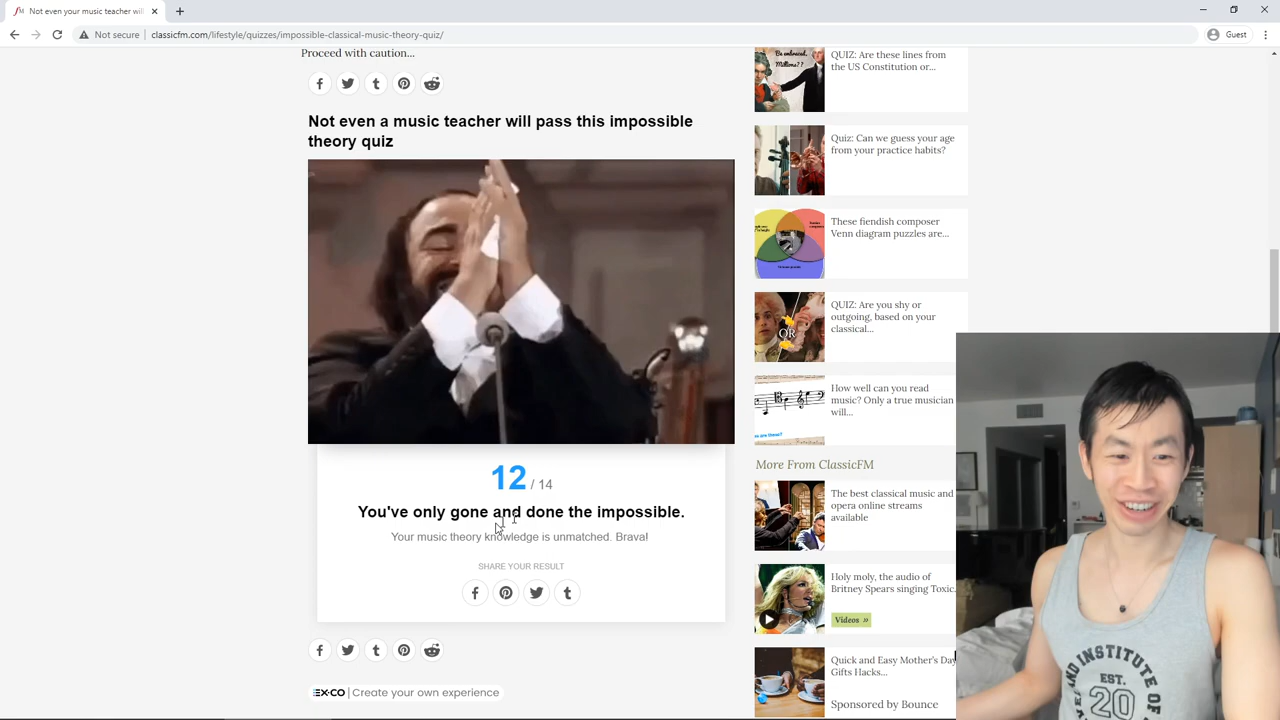 Not even your music teacher wil
Not secure
classicfm.com/lifestyle/quizzes/impossible-classical-music-theory-quiz/
Guest
Proceed with caution...
Not even a music teacher will pass this impossible
theory quiz
12 / 14
You've only gone and done the impossible.
Your music theory knowledge is unmatched. Brava!
SHARE YOUR RESULT
EX·CO | Create your own experience
Be embraced,
Millions??
QUIZ: Are these lines from
the US Constitution or...
Quiz: Can we guess your age
from your practice habits?
These fiendish composer
Venn diagram puzzles are...
OR
QUIZ: Are you shy or
outgoing, based on your
classical...
How well can you read
music? Only a true musician
will...
More From ClassicFM
The best classical music and
opera online streams
available
Holy moly, the audio of
Britney Spears singing Toxic
Videos »
Quick and Easy Mother's Day
Gifts Hacks...
Sponsored by Bounce
ND INSTITUTE OF
EST.
20